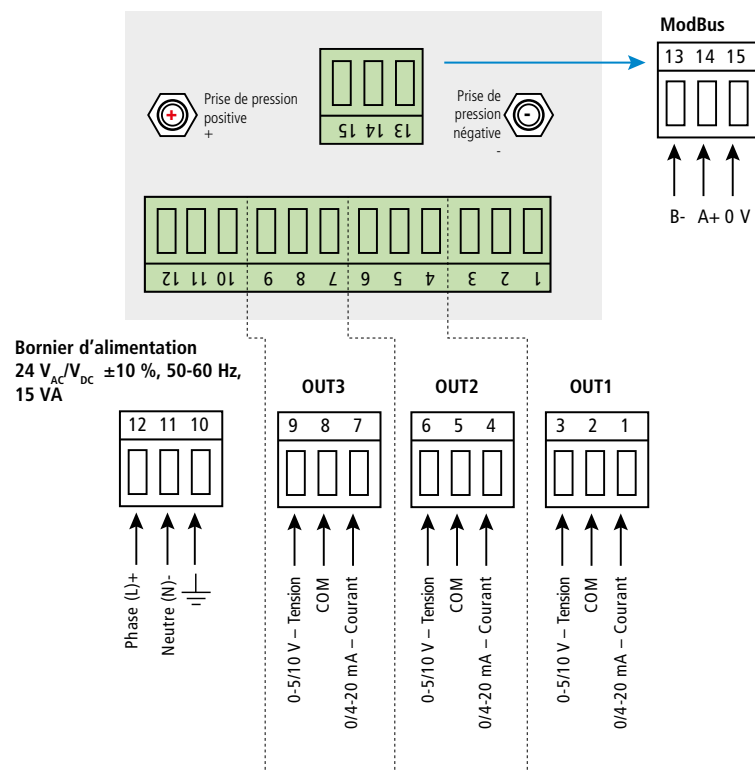 ModBus
13 14 15
B- A+ 0 V
Prise de pression
positive
+
+
15 14 13
Prise de
pression
négative
-
-
12 11 10 9 8 7 6 5 4 3 2 1
Bornier d’alimentation
24 VAC/VDC ±10 %, 50-60 Hz,
15 VA
12 11 10
Phase (L)+
Neutre (N)-
OUT3
9 8 7
0-5/10 V – Tension
COM
0/4-20 mA – Courant
OUT2
6 5 4
0-5/10 V – Tension
COM
0/4-20 mA – Courant
OUT1
3 2 1
0-5/10 V – Tension
COM
0/4-20 mA – Courant